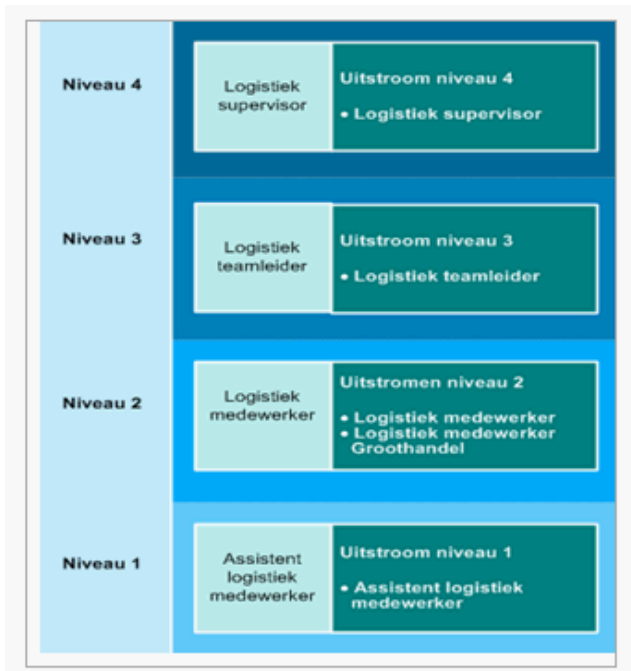 Niveau 4
Logistiek
supervisor
Uitstroom niveau 4
• Logistiek supervisor
Niveau 3
Logistiek
teamleider
Uitstroom niveau 3
• Logistiek teamleider
Niveau 2
Logistiek
medewerker
Uitstromen niveau 2
• Logistiek medewerker
• Logistiek medewerker
Groothandel
Niveau 1
Assistent
logistiek
medewerker
Uitstroom niveau 1
• Assistent logistiek
medewerker